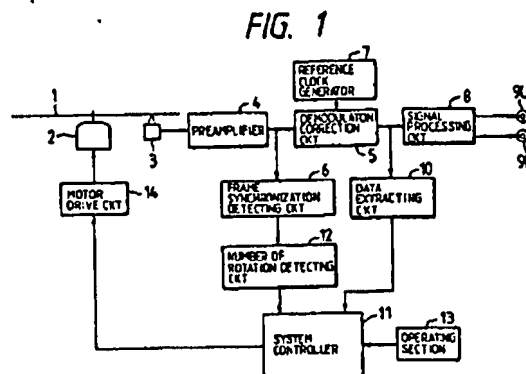 FIG. 1
7
REFERENCE
CLOCK
GENERATOR
1
4
8
2
3
PREAMPLIFIER
DEMODULATION
CORRECTION
CKT
5
SIGNAL
PROCESSING
CKT
14
6
10
MOTOR
DRIVE CKT
FRAME
SYNCHRONIZATION
DETECTING CKT
DATA
EXTRACTING
CKT
12
NUMBER OF
ROTATION DETECTING
CKT
11
13
SYSTEM
CONTROLLER
OPERATING
SECTION